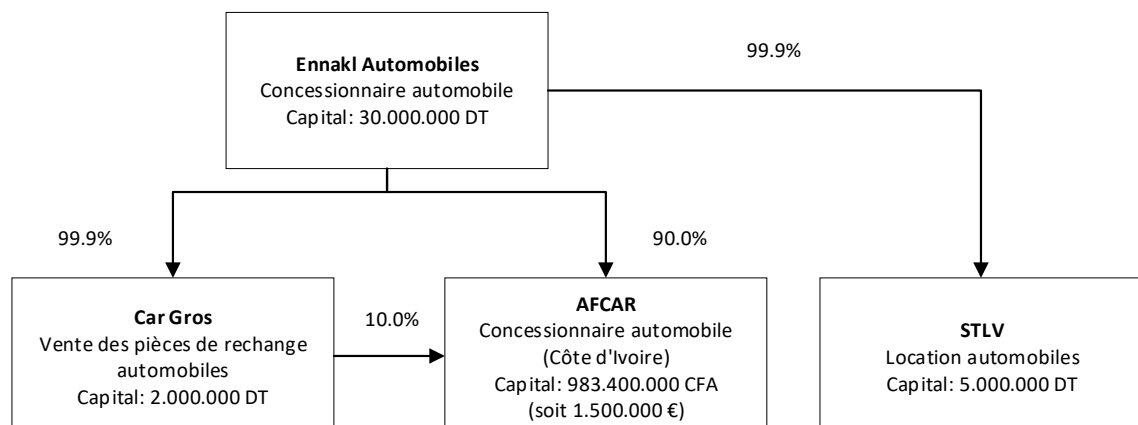 Ennakl Automobiles
Concessionnaire automobile
Capital: 30.000.000 DT
99.9%
99.9%
90.0%
Car Gros
Vente des pièces de rechange
automobiles
Capital: 2.000.000 DT
10.0%
AFCAR
Concessionnaire automobile
(Côte d'Ivoire)
Capital: 983.400.000 CFA
(soit 1.500.000 €)
STLV
Location automobiles
Capital: 5.000.000 DT